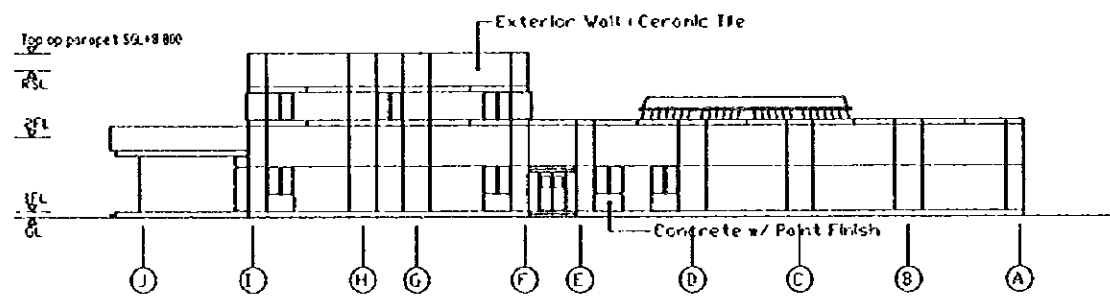 Exterior Wall : Ceramic Tile
Top op parapet SGL+8 800
RSL
2FL
1FL
GL
Concrete w/ Paint Finish
J I H G F E D C B A